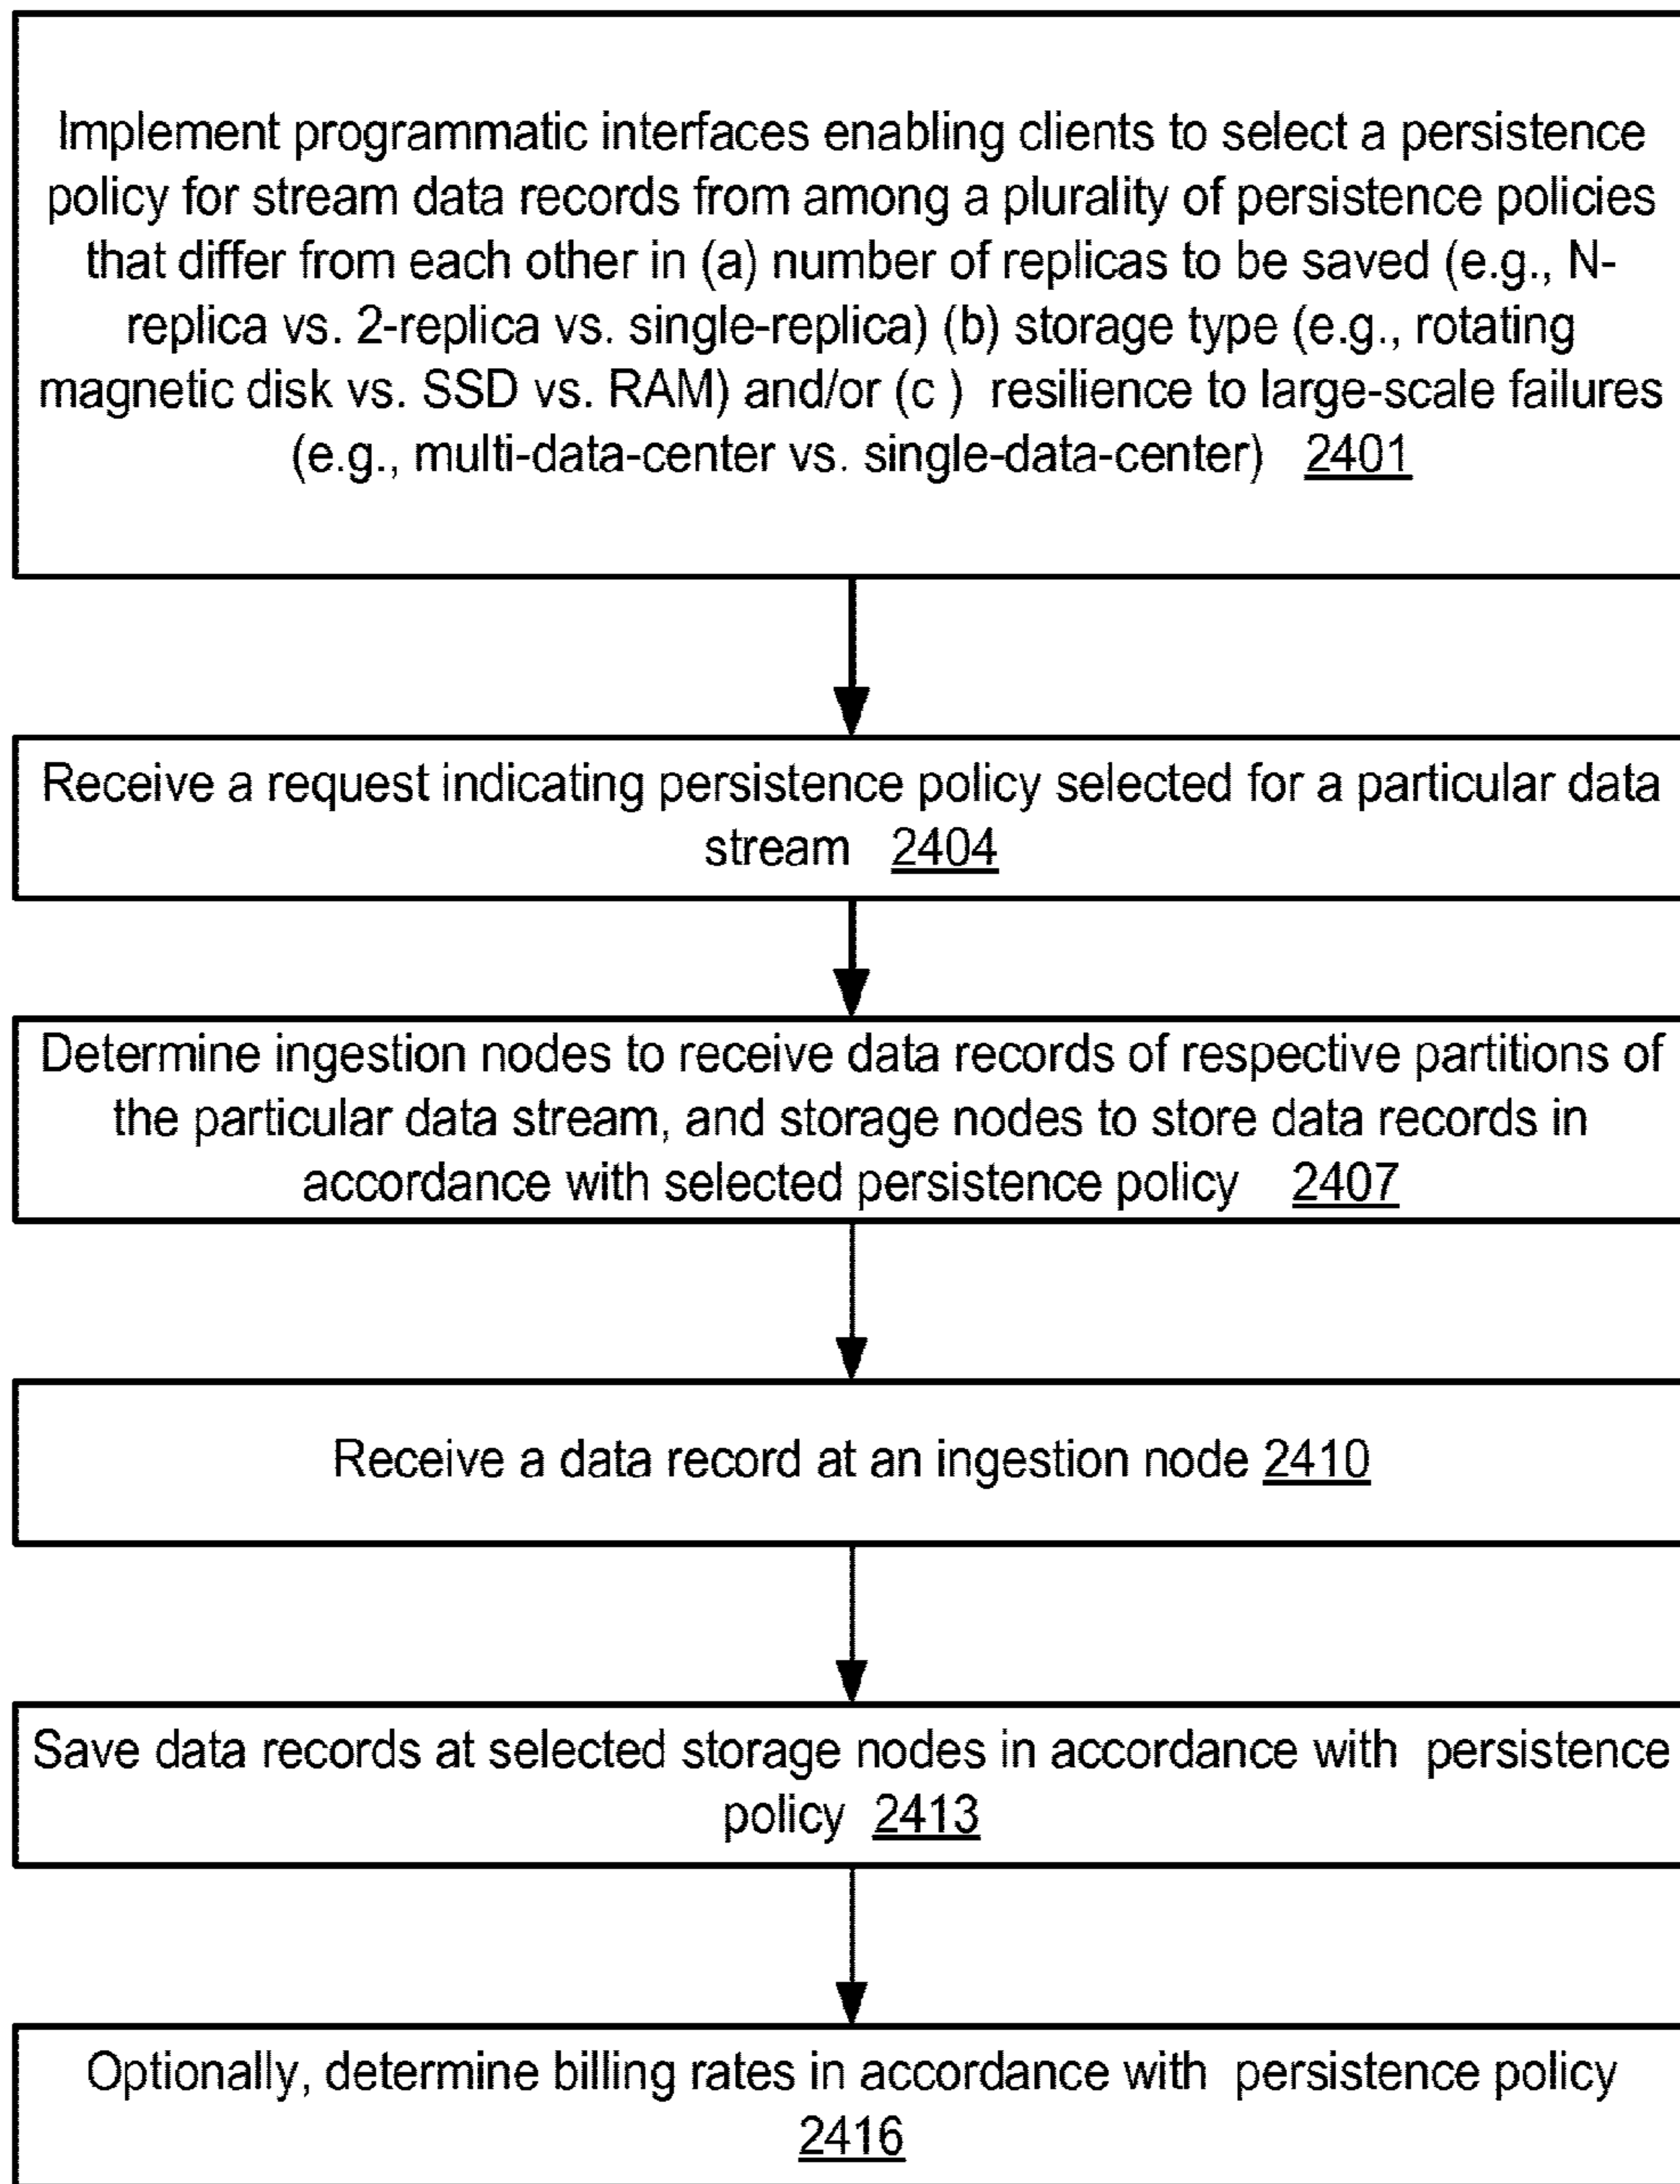 Implement programmatic interfaces enabling clients to select a persistence
policy for stream data records from among a plurality of persistence policies
that differ from each other in (a) number of replicas to be saved (e.g., N-
replica vs. 2-replica vs. single-replica) (b) storage type (e.g., rotating
magnetic disk vs. SSD vs. RAM) and/or (c ) resilience to large-scale failures
(e.g., multi-data-center vs. single-data-center) 2401
Receive a request indicating persistence policy selected for a particular data
stream 2404
Determine ingestion nodes to receive data records of respective partitions of
the particular data stream, and storage nodes to store data records in
accordance with selected persistence policy 2407
Receive a data record at an ingestion node 2410
Save data records at selected storage nodes in accordance with persistence
policy 2413
Optionally, determine billing rates in accordance with persistence policy
2416